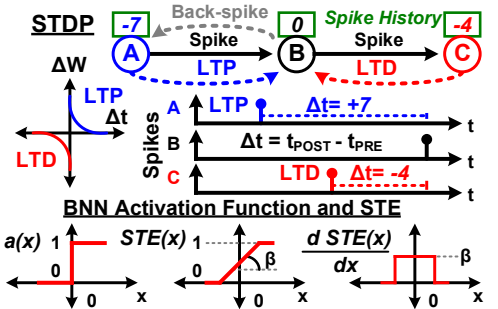 STDP
-7
Back-spike
0
Spike History
-4
A
Spike
B
Spike
C
LTP
LTD
ΔW
LTP
Δt
LTD
Spikes
A
LTP
Δt= +7
t
B
Δt = tPOST - tPRE
t
C
LTD
Δt= -4
t
BNN Activation Function and STE
a(x)
1
0
0
x
STE(x)
1
0
β
0
x
d STE(x)
dx
β
0
x